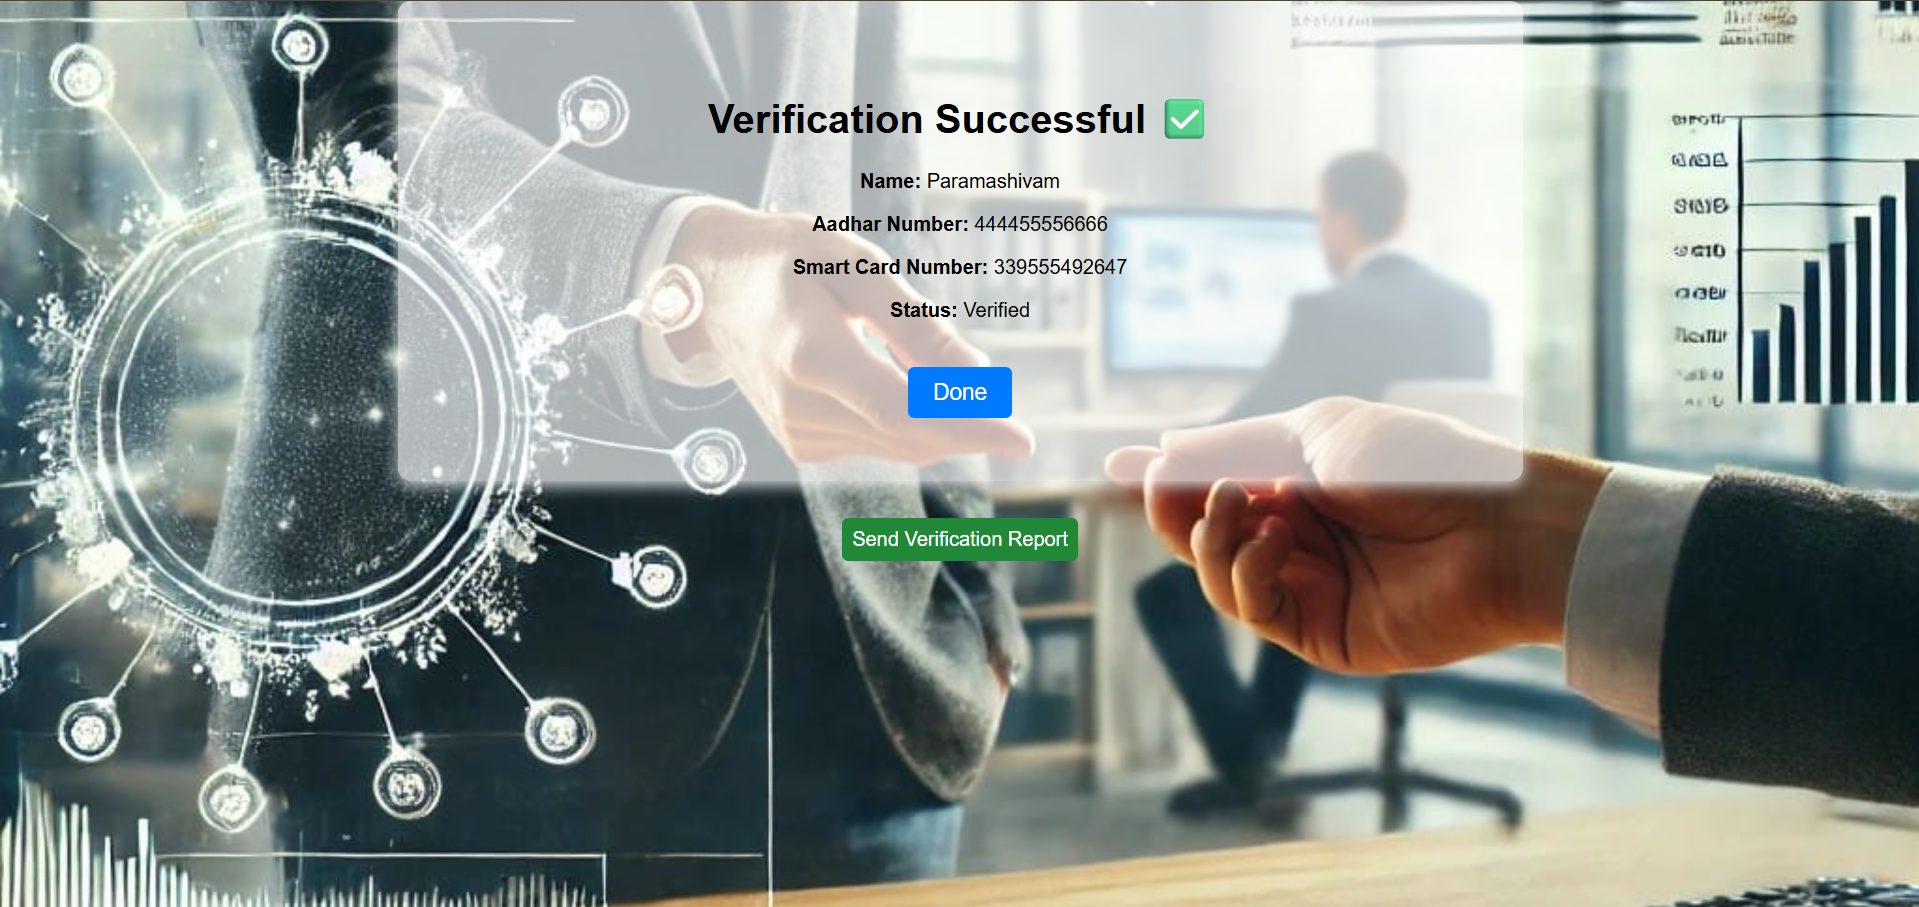 Verification Successful ✅
Name: Paramashivam
Aadhar Number: 444455556666
Smart Card Number: 339555492647
Status: Verified
Done
Send Verification Report